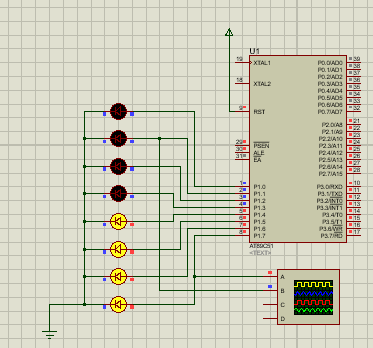 U1
19 XTAL1 P0.0/AD0 39
P0.1/AD1 38
P0.2/AD2 37
P0.3/AD3 36
18 XTAL2 P0.4/AD4 35
P0.5/AD5 34
P0.6/AD6 33
9 RST P0.7/AD7 32
P2.0/A8 21
P2.1/A9 22
P2.2/A10 23
29 PSEN P2.3/A11 24
30 ALE P2.4/A12 25
31 EA P2.5/A13 26
P2.6/A14 27
P2.7/A15 28
1 P1.0 P3.0/RXD 10
2 P1.1 P3.1/TXD 11
3 P1.2 P3.2/INT0 12
4 P1.3 P3.3/INT1 13
5 P1.4 P3.4/T0 14
6 P1.5 P3.5/T1 15
7 P1.6 P3.6/WR 16
8 P1.7 P3.7/RD 17
AT89C51
<TEXT>
A
B
C
D